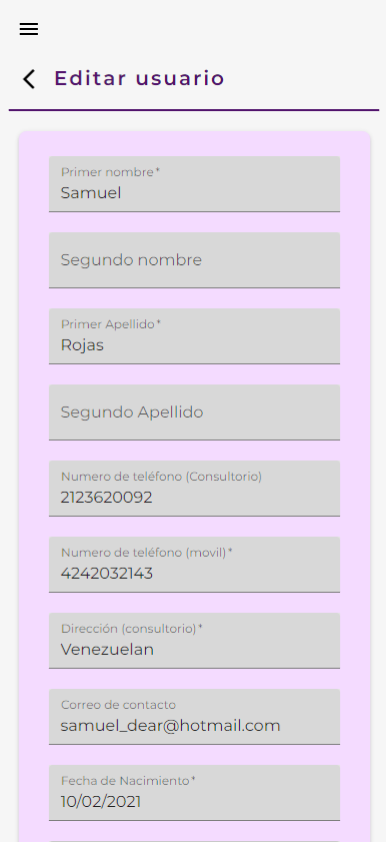 Editar usuario
Primer nombre*
Samuel
Segundo nombre
Primer Apellido*
Rojas
Segundo Apellido
Numero de teléfono (Consultorio)
2123620092
Numero de teléfono (movil)*
4242032143
Dirección (consultorio)*
Venezuelan
Correo de contacto
samuel_dear@hotmail.com
Fecha de Nacimiento*
10/02/2021